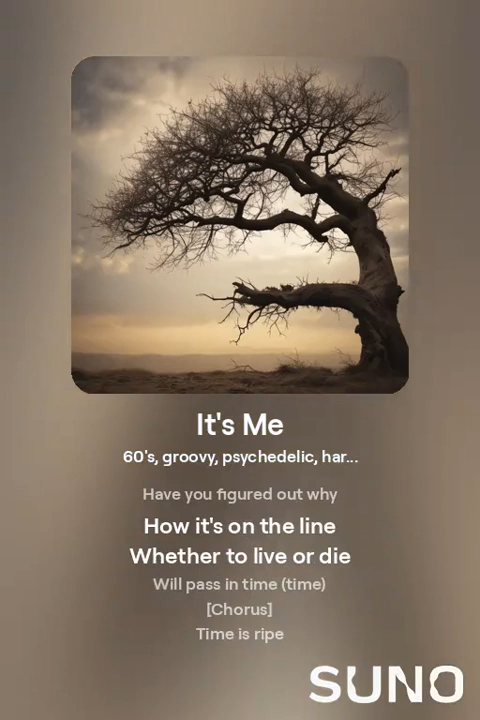 It's Me
60's, groovy, psychedelic, har...
Have you figured out why
How it's on the line
Whether to live or die
Will pass in time (time)
[Chorus]
Time is ripe
SUNO